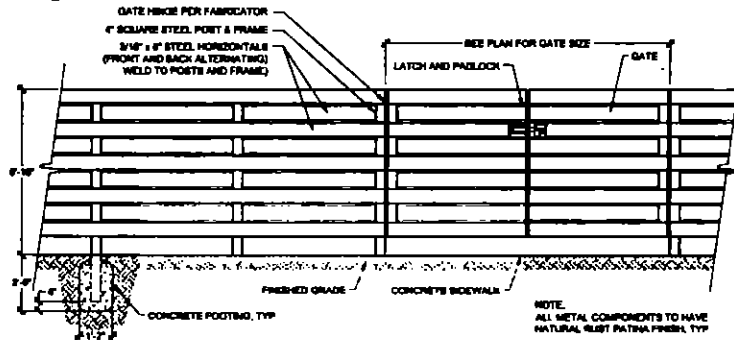 GATE HINGE PER FABRICATOR
4" SQUARE STEEL POST & FRAME
3/16" x 8" STEEL HORIZONTALS
(FRONT AND BACK ALTERNATING)
WELD TO POSTS AND FRAME)
SEE PLAN FOR GATE SIZE
LATCH AND PADLOCK
GATE
FINISHED GRADE
CONCRETE SIDEWALK
CONCRETE FOOTING, TYP
NOTE.
ALL METAL COMPONENTS TO HAVE
NATURAL RUST PATINA FINISH, TYP